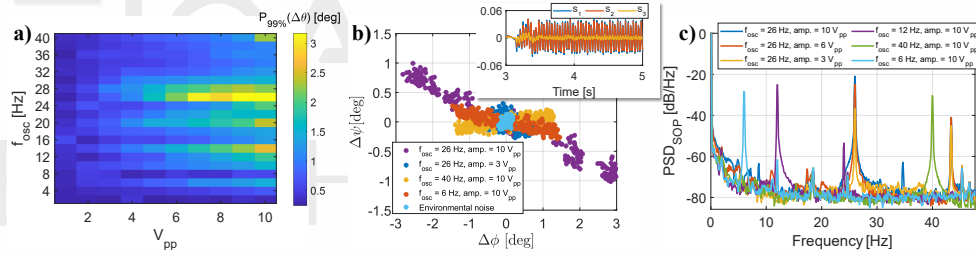 a)
P99%(Δθ) [deg]
40
36
32
28
24
20
16
12
8
4
fosc [Hz]
2 4 6 8 10
Vpp
3
2.5
2
1.5
1
0.5
b)
1.5
1.0
0.5
0
-0.5
-1.0
-1.5
Δψ [deg]
-3 -2 -1 0 1 2 3
Δϕ [deg]
fosc = 26 Hz, amp. = 10 Vpp
fosc = 26 Hz, amp. = 3 Vpp
fosc = 40 Hz, amp. = 10 Vpp
fosc = 6 Hz, amp. = 10 Vpp
Environmental noise
0.06
0
-0.06
S1 S2 S3
3 4 5
Time [s]
c)
0
-20
-40
-60
-80
PSDSOP [dB/Hz]
fosc = 26 Hz, amp. = 10 Vpp
fosc = 26 Hz, amp. = 6 Vpp
fosc = 26 Hz, amp. = 3 Vpp
fosc = 12 Hz, amp. = 10 Vpp
fosc = 40 Hz, amp. = 10 Vpp
fosc = 6 Hz, amp. = 10 Vpp
0 10 20 30 40
Frequency [Hz]